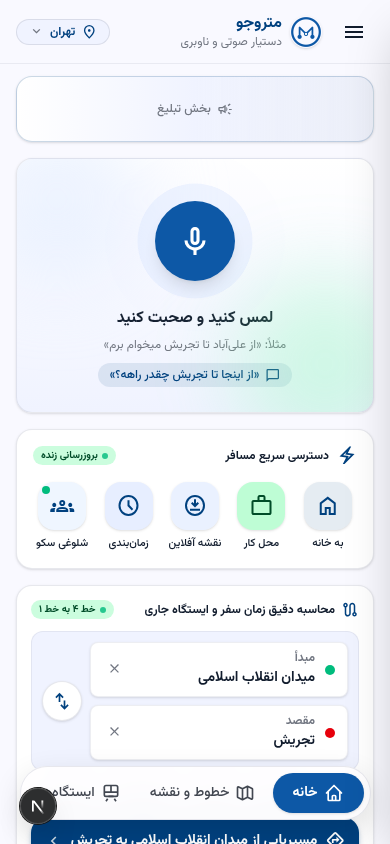 متروجو
دستیار صوتی و ناوبری
تهران
بخش تبلیغ
لمس کنید و صحبت کنید
مثلاً: «از علی‌آباد تا تجریش میخوام برم»
«از اینجا تا تجریش چقدر راهه؟»
دسترسی سریع مسافر
بروزرسانی زنده
به خانه
محل کار
نقشه آفلاین
زمان‌بندی
شلوغی سکو
محاسبه دقیق زمان سفر و ایستگاه جاری
خط ۴ به خط ۱
مبدأ
میدان انقلاب اسلامی
مقصد
تجریش
خانه
خطوط و نقشه
ایستگاه
N
مسیریابی از میدان انقلاب اسلامی به تجریش